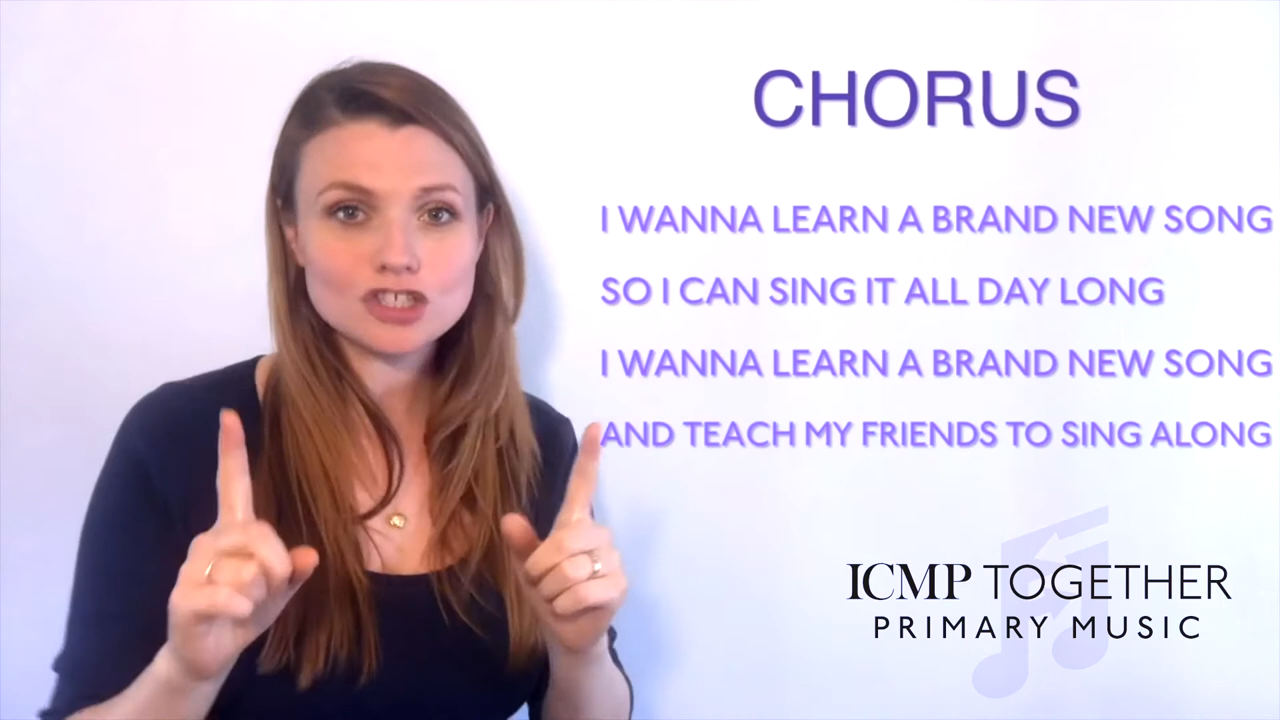 CHORUS
I WANNA LEARN A BRAND NEW SONG
SO I CAN SING IT ALL DAY LONG
I WANNA LEARN A BRAND NEW SONG
AND TEACH MY FRIENDS TO SING ALONG
ICMP TOGETHER
PRIMARY MUSIC